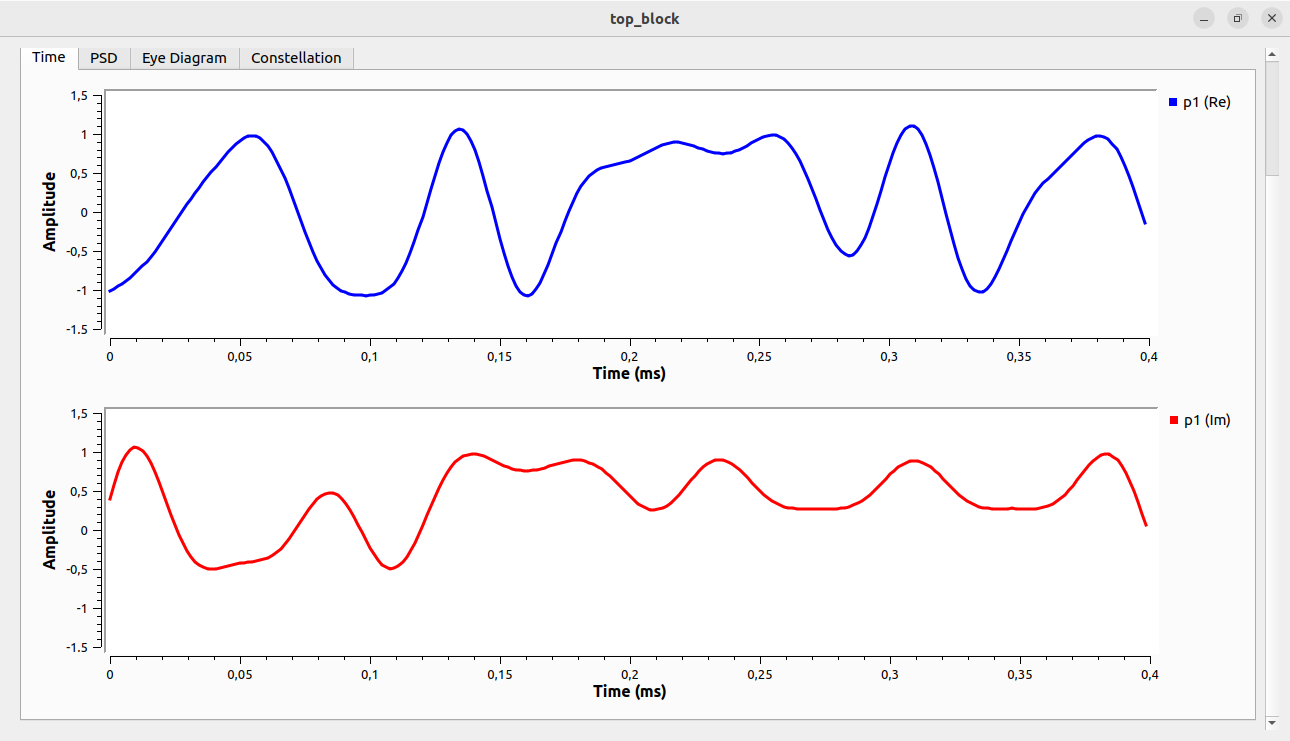 top_block
Time PSD Eye Diagram Constellation
p1 (Re)
Amplitude
1,5
1
0,5
0
-0,5
-1
-1.5
0 0,05 0,1 0,15 0,2 0,25 0,3 0,35 0,4
Time (ms)
p1 (Im)
Amplitude
1,5
1
0,5
0
-0,5
-1
-1.5
0 0,05 0,1 0,15 0,2 0,25 0,3 0,35 0,4
Time (ms)